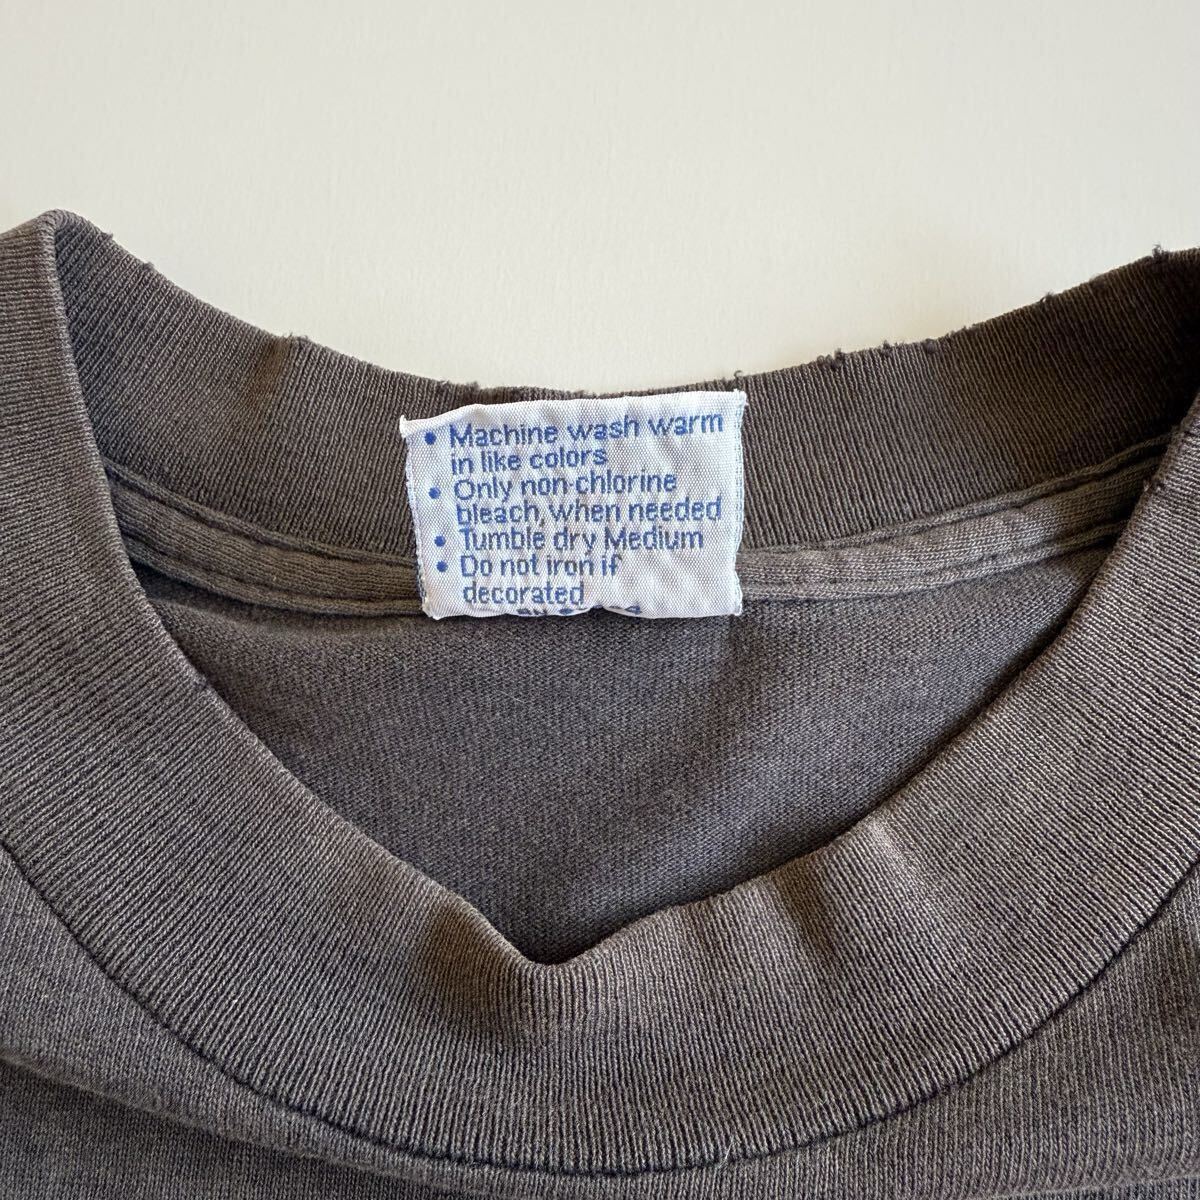 • Machine wash warm
in like colors
• Only non-chlorine
bleach, when needed
• Tumble dry Medium
• Do not iron if
decorated